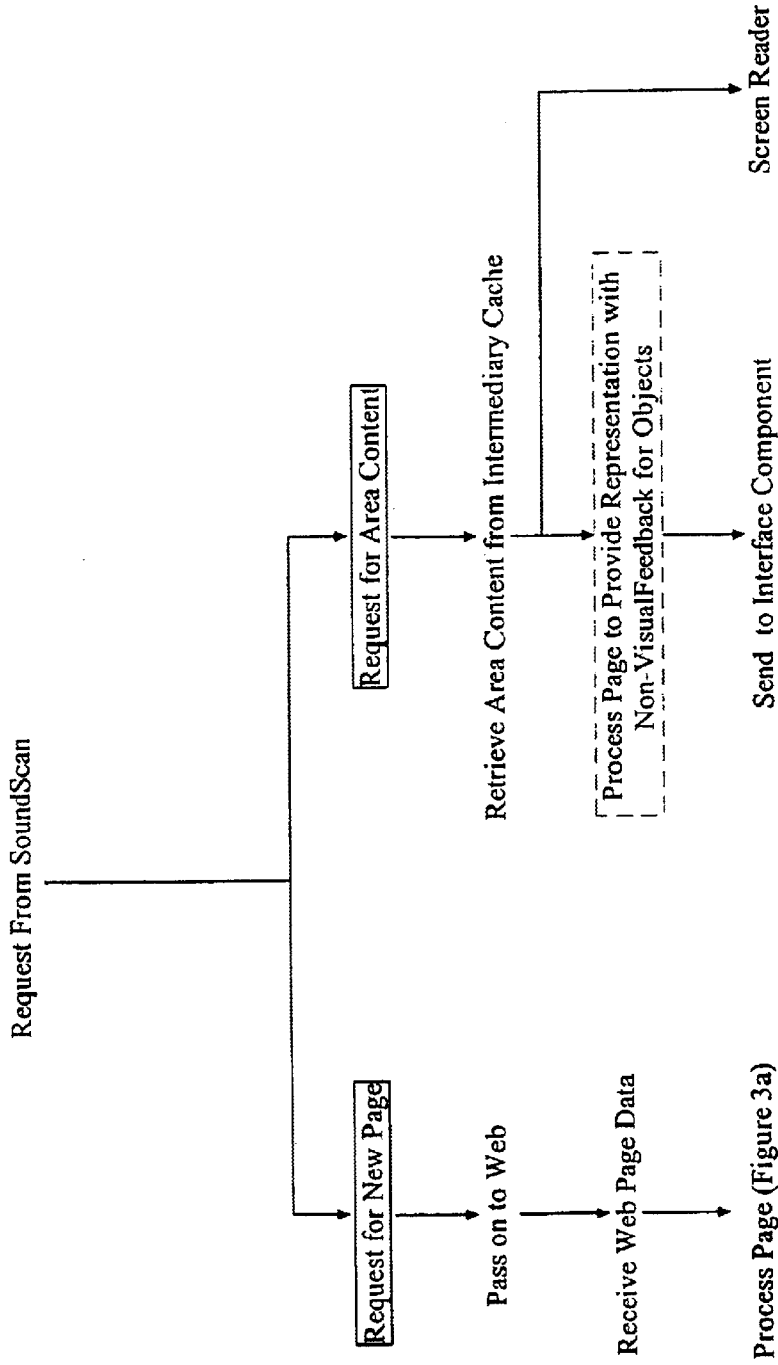 Request From SoundScan
Request for New Page
Pass on to Web
Receive Web Page Data
Process Page (Figure 3a)
Request for Area Content
Retrieve Area Content from Intermediary Cache
Process Page to Provide Representation with
Non-VisualFeedback for Objects
Send to Interface Component
Screen Reader